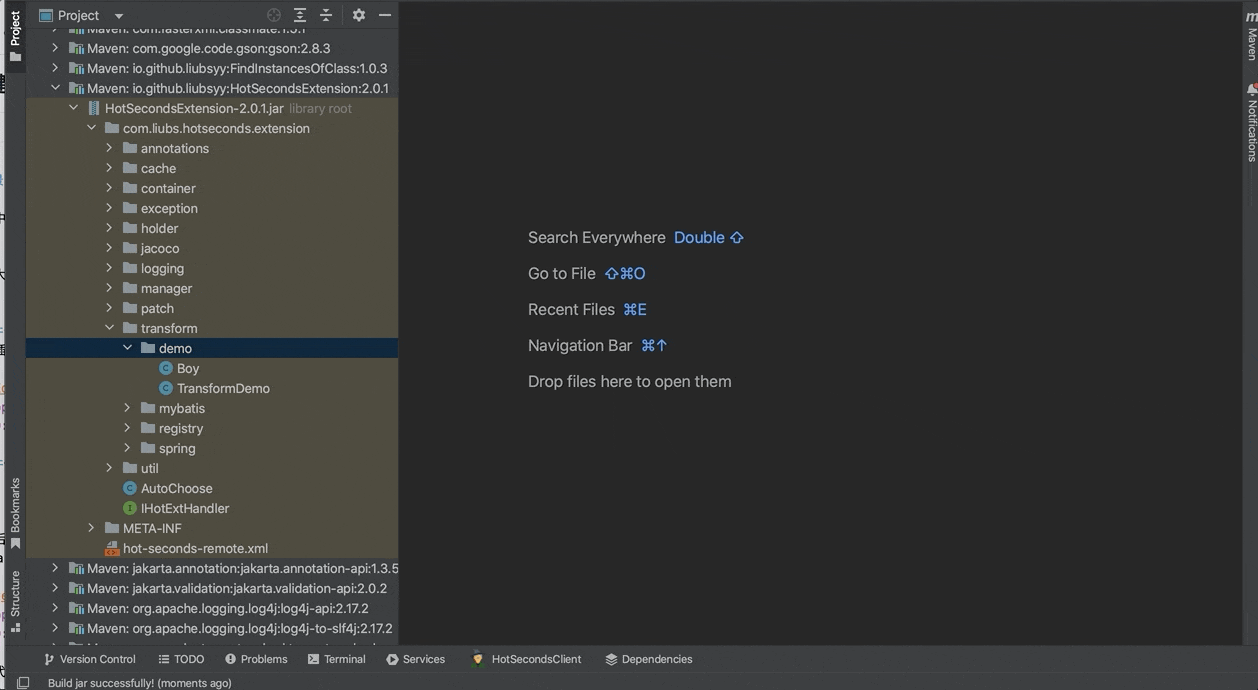 Project
Project
Maven: com.fasterxml:classmate:1.5.1
Maven: com.google.code.gson:gson:2.8.3
Maven: io.github.liubsyy:FindInstancesOfClass:1.0.3
Maven: io.github.liubsyy:HotSecondsExtension:2.0.1
HotSecondsExtension-2.0.1.jar library root
com.liubs.hotseconds.extension
annotations
cache
container
exception
holder
jacoco
logging
manager
patch
transform
demo
Boy
TransformDemo
mybatis
registry
spring
util
AutoChoose
IHotExtHandler
META-INF
hot-seconds-remote.xml
Maven: jakarta.annotation:jakarta.annotation-api:1.3.5
Maven: jakarta.validation:jakarta.validation-api:2.0.2
Maven: org.apache.logging.log4j:log4j-api:2.17.2
Maven: org.apache.logging.log4j:log4j-to-slf4j:2.17.2
Bookmarks
Structure
Search Everywhere Double ⇧
Go to File ⇧⌘O
Recent Files ⌘E
Navigation Bar ⌘↑
Drop files here to open them
m
Maven
Notifications
Version Control TODO Problems Terminal Services HotSecondsClient Dependencies
Build jar successfully! (moments ago)